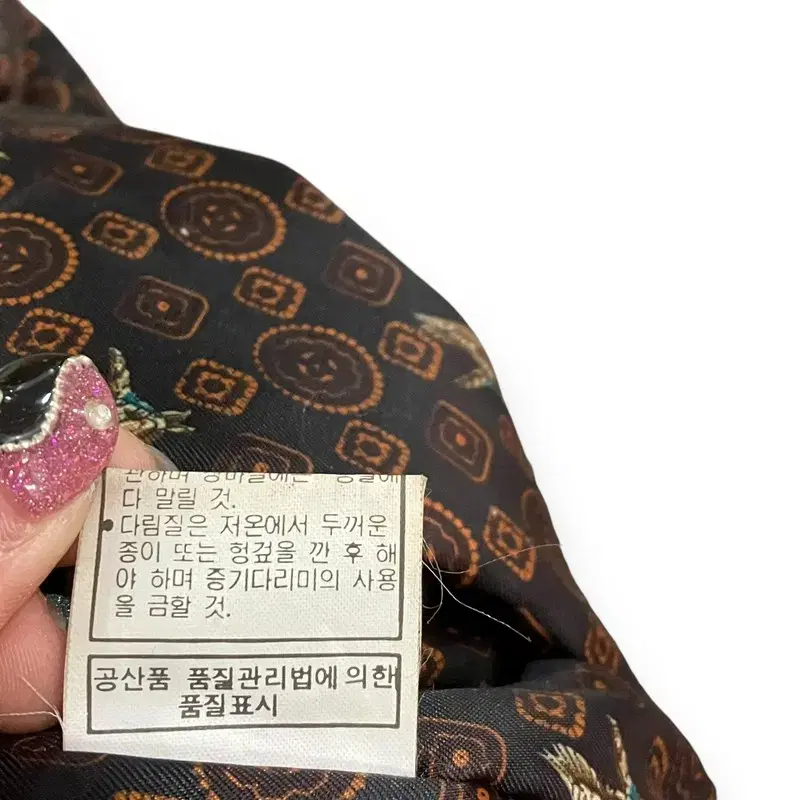 다 말릴 것.
• 다림질은 저온에서 두꺼운
종이 또는 헝겊을 깐 후 해
야 하며 증기다리미의 사용
을 금할 것.
공산품 품질관리법에 의한
품질표시